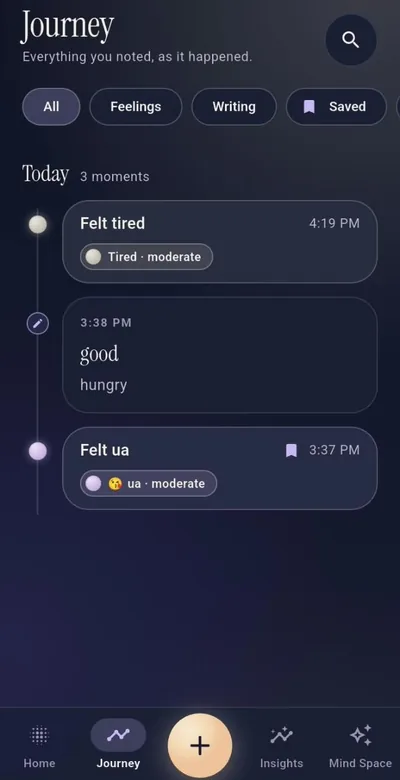 Journey
Everything you noted, as it happened.
All
Feelings
Writing
Saved
Today 3 moments
Felt tired 4:19 PM
Tired · moderate
3:38 PM
good
hungry
Felt ua 3:37 PM
😘 ua · moderate
Home
Journey
+
Insights
Mind Space